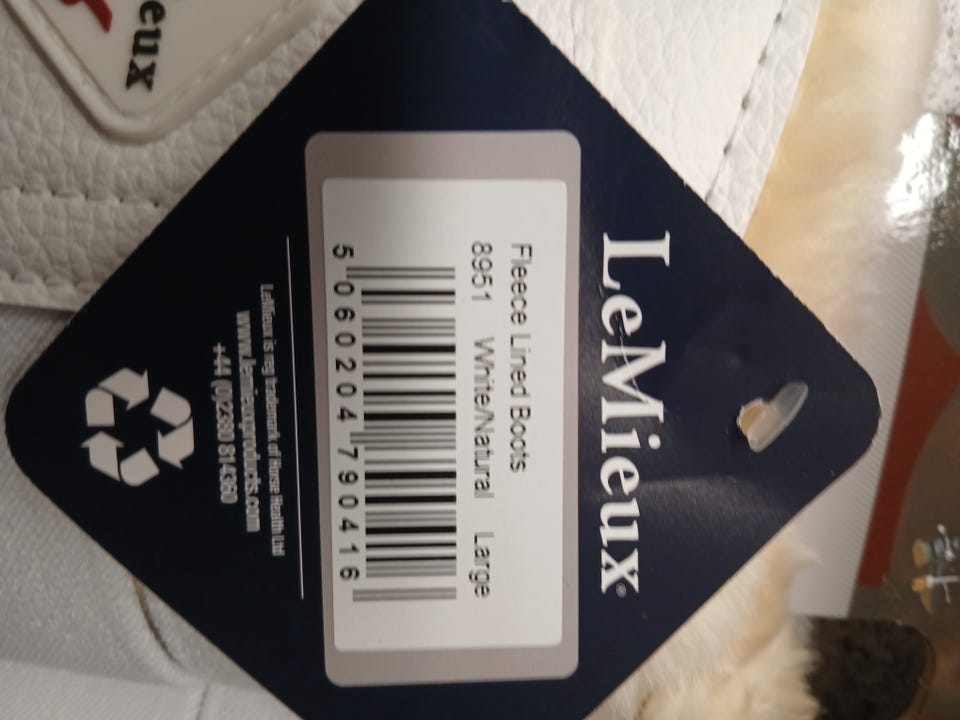 LeMieux®
Fleece Lined Boots
8951 White/Natural Large
5 060204 790416
LeMieux is reg trademark of Horse Health Ltd
www.lemieuxproducts.com
+44 (0)2380 814360
eux